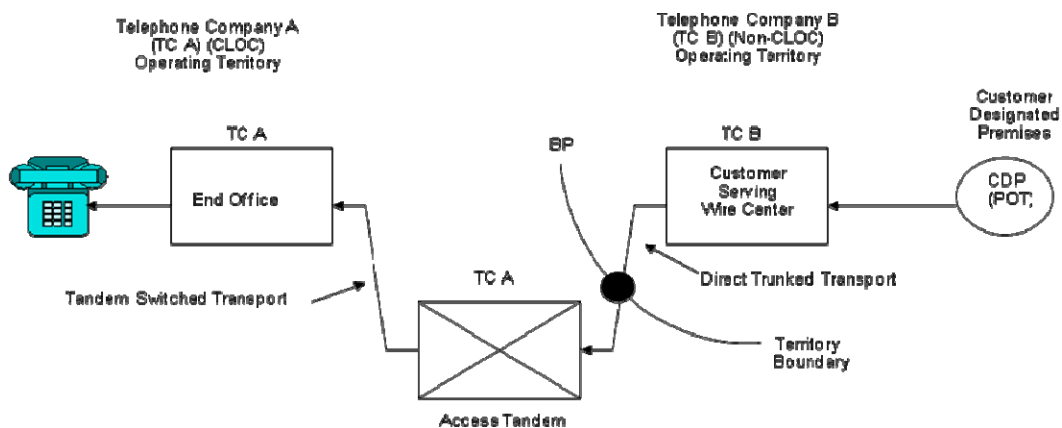 Telephone Company A
(TC A) (CLOC)
Operating Territory
Telephone Company B
(TC B) (Non-CLOC)
Operating Territory
Customer
Designated
Premises
TC A
BP
TC B
End Office
Customer
Serving
Wire Center
CDP
(POT)
Tandem Switched Transport
TC A
Direct Trunked Transport
Territory
Boundary
Access Tandem